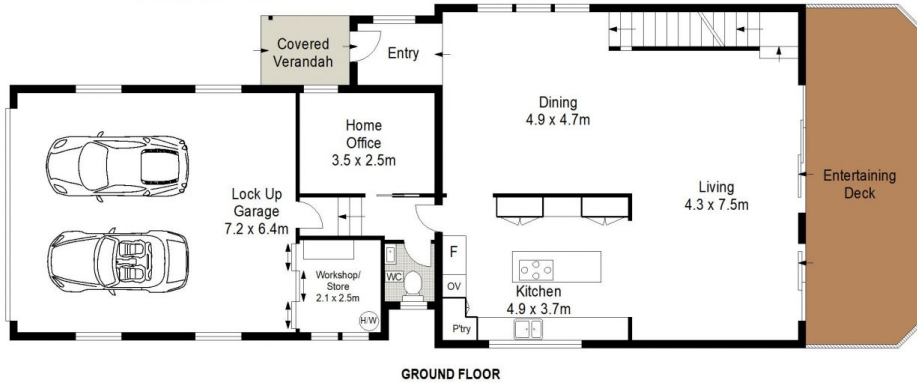 Covered
Verandah
Entry
Dining
4.9 x 4.7m
Home
Office
3.5 x 2.5m
Living
4.3 x 7.5m
Entertaining
Deck
Lock Up
Garage
7.2 x 6.4m
F
Workshop/
Store
2.1 x 2.5m
WC
OV
Kitchen
4.9 x 3.7m
H/W
P'try
GROUND FLOOR